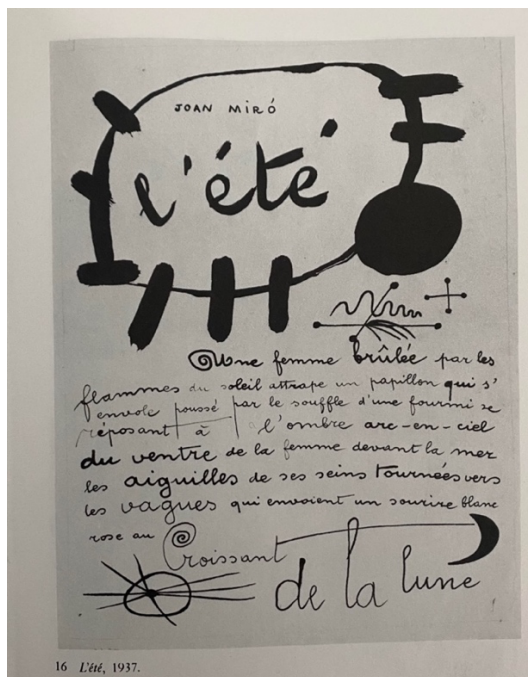 JOAN MIRÓ
l'été
Une femme brûlée par les
flammes du soleil attrape un papillon qui s'
envole poussé par le souffle d'une fourmi se
réposant à l'ombre arc-en-ciel
du ventre de la femme devant la mer
les aiguilles de ses seins tournées vers
les vagues qui envoient un sourire blanc
rose au
Croissant
de la lune
16 L'été, 1937.